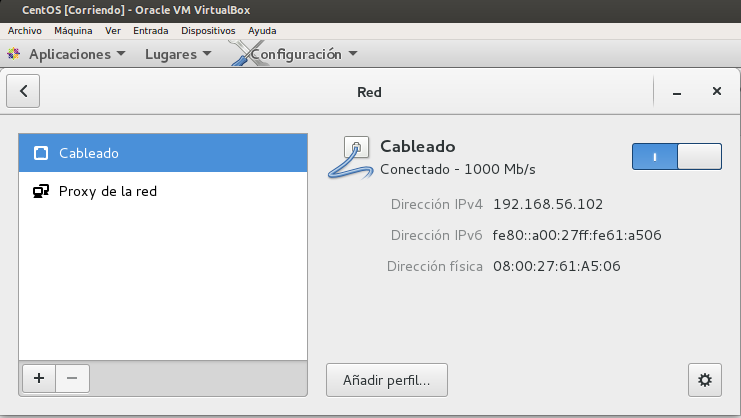 CentOS [Corriendo] - Oracle VM VirtualBox
Archivo Máquina Ver Entrada Dispositivos Ayuda
Aplicaciones Lugares Configuración
Red
Cableado
Proxy de la red
Cableado
Conectado - 1000 Mb/s
Dirección IPv4 192.168.56.102
Dirección IPv6 fe80::a00:27ff:fe61:a506
Dirección física 08:00:27:61:A5:06
Añadir perfil...